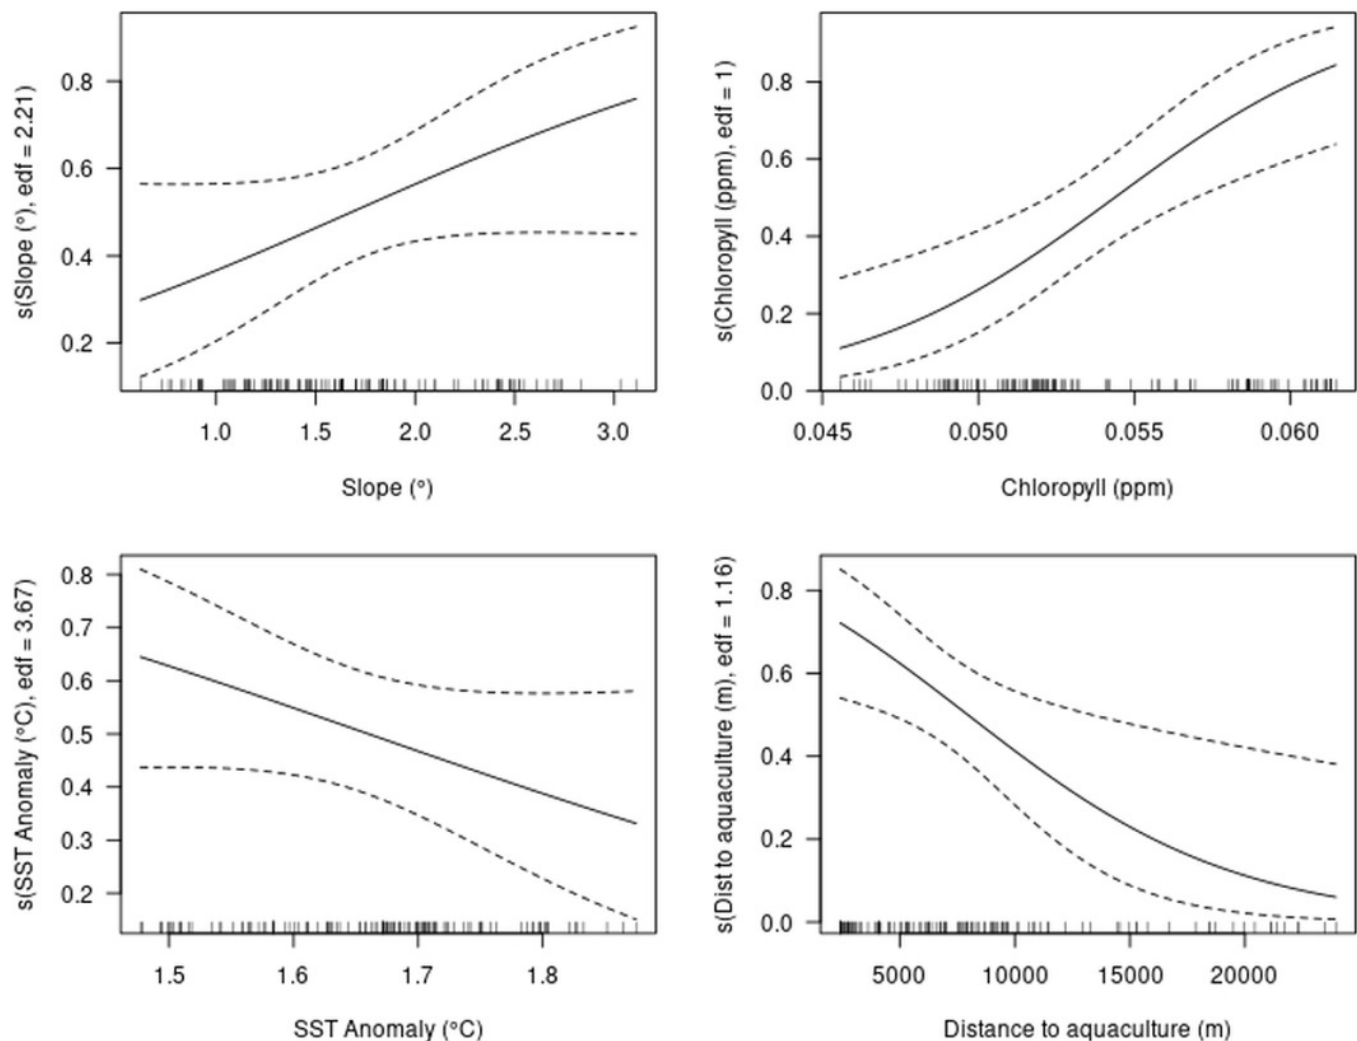 s(Slope (°), edf = 2.21)
0.8
0.6
0.4
0.2
1.0 1.5 2.0 2.5 3.0
Slope (°)
s(Chloropyll (ppm), edf = 1)
0.8
0.6
0.4
0.2
0.0
0.045 0.050 0.055 0.060
Chloropyll (ppm)
s(SST Anomaly (°C), edf = 3.67)
0.8
0.7
0.6
0.5
0.4
0.3
0.2
1.5 1.6 1.7 1.8
SST Anomaly (°C)
s(Dist to aquaculture (m), edf = 1.16)
0.8
0.6
0.4
0.2
0.0
5000 10000 15000 20000
Distance to aquaculture (m)